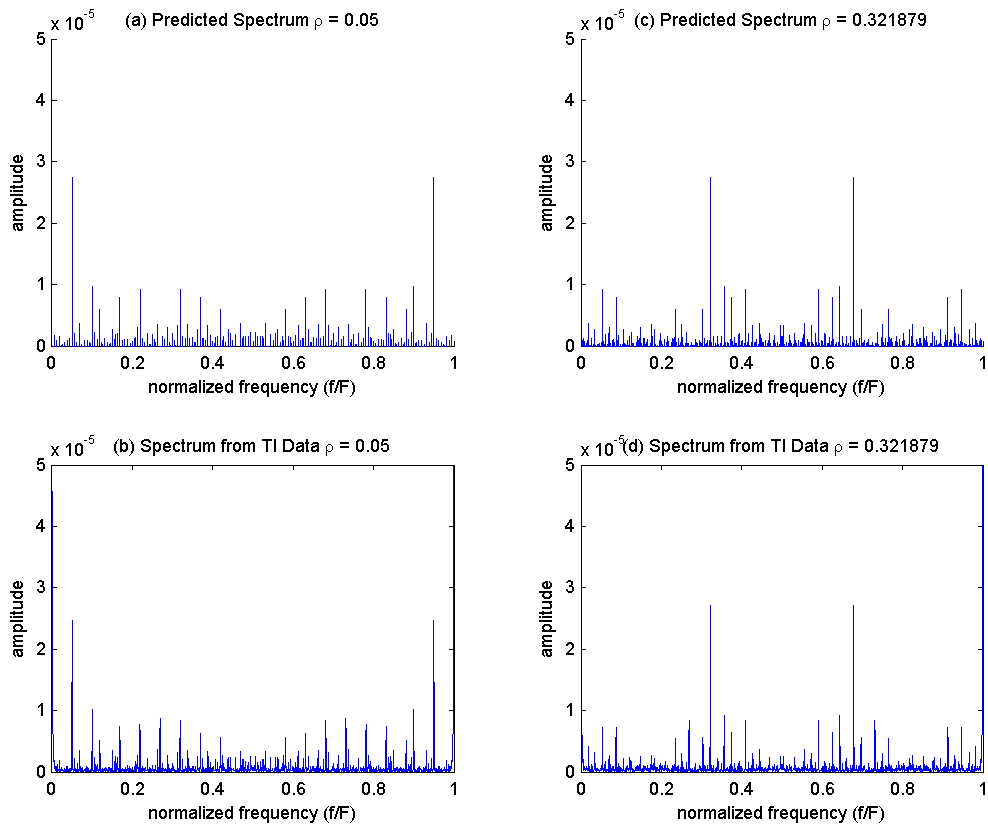 x 10-5
(a) Predicted Spectrum ρ = 0.05
5
4
3
2
1
0
amplitude
0 0.2 0.4 0.6 0.8 1
normalized frequency (f/F)
x 10-5
(c) Predicted Spectrum ρ = 0.321879
5
4
3
2
1
0
amplitude
0 0.2 0.4 0.6 0.8 1
normalized frequency (f/F)
x 10-5
(b) Spectrum from TI Data ρ = 0.05
5
4
3
2
1
0
amplitude
0 0.2 0.4 0.6 0.8 1
normalized frequency (f/F)
x 10-5
(d) Spectrum from TI Data ρ = 0.321879
5
4
3
2
1
0
amplitude
0 0.2 0.4 0.6 0.8 1
normalized frequency (f/F)